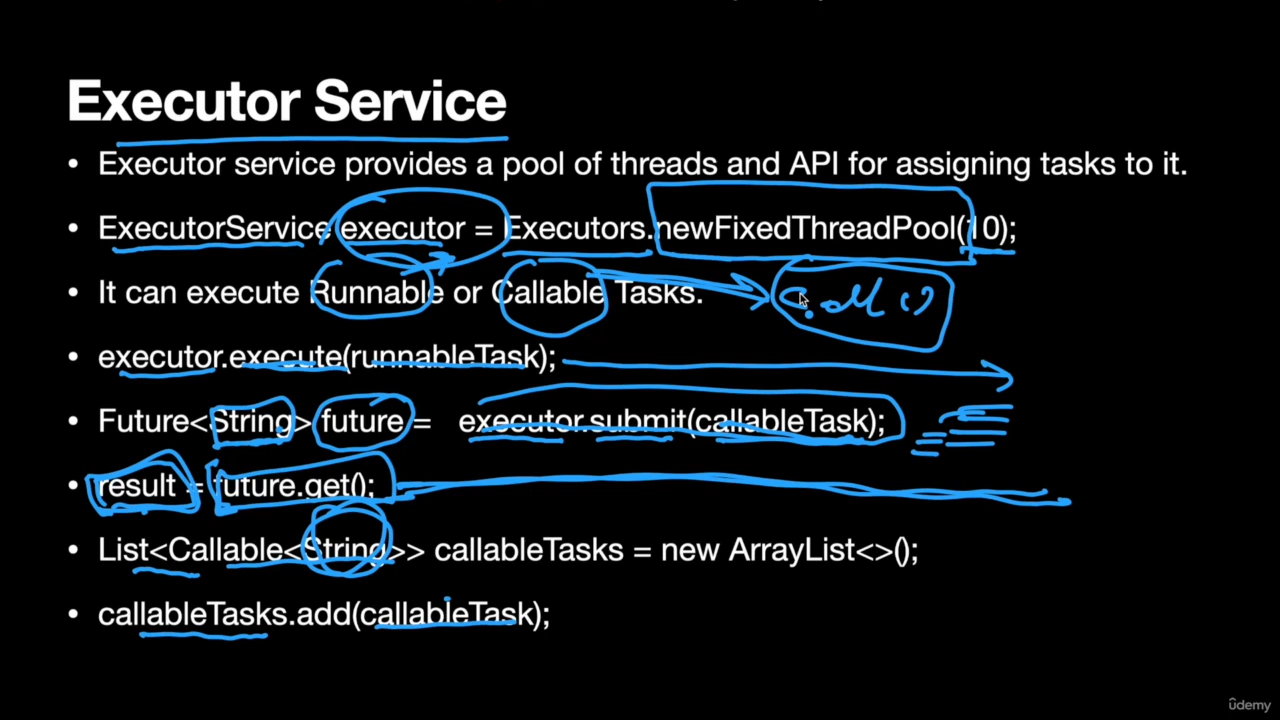 Executor Service
• Executor service provides a pool of threads and API for assigning tasks to it.
• ExecutorService executor = Executors.newFixedThreadPool(10);
• It can execute Runnable or Callable Tasks. call ()
• executor.execute(runnableTask);
• Future<String> future = executor.submit(callableTask);
• result = future.get();
• List<Callable<String>> callableTasks = new ArrayList<>();
• callableTasks.add(callableTask);
ûdemy